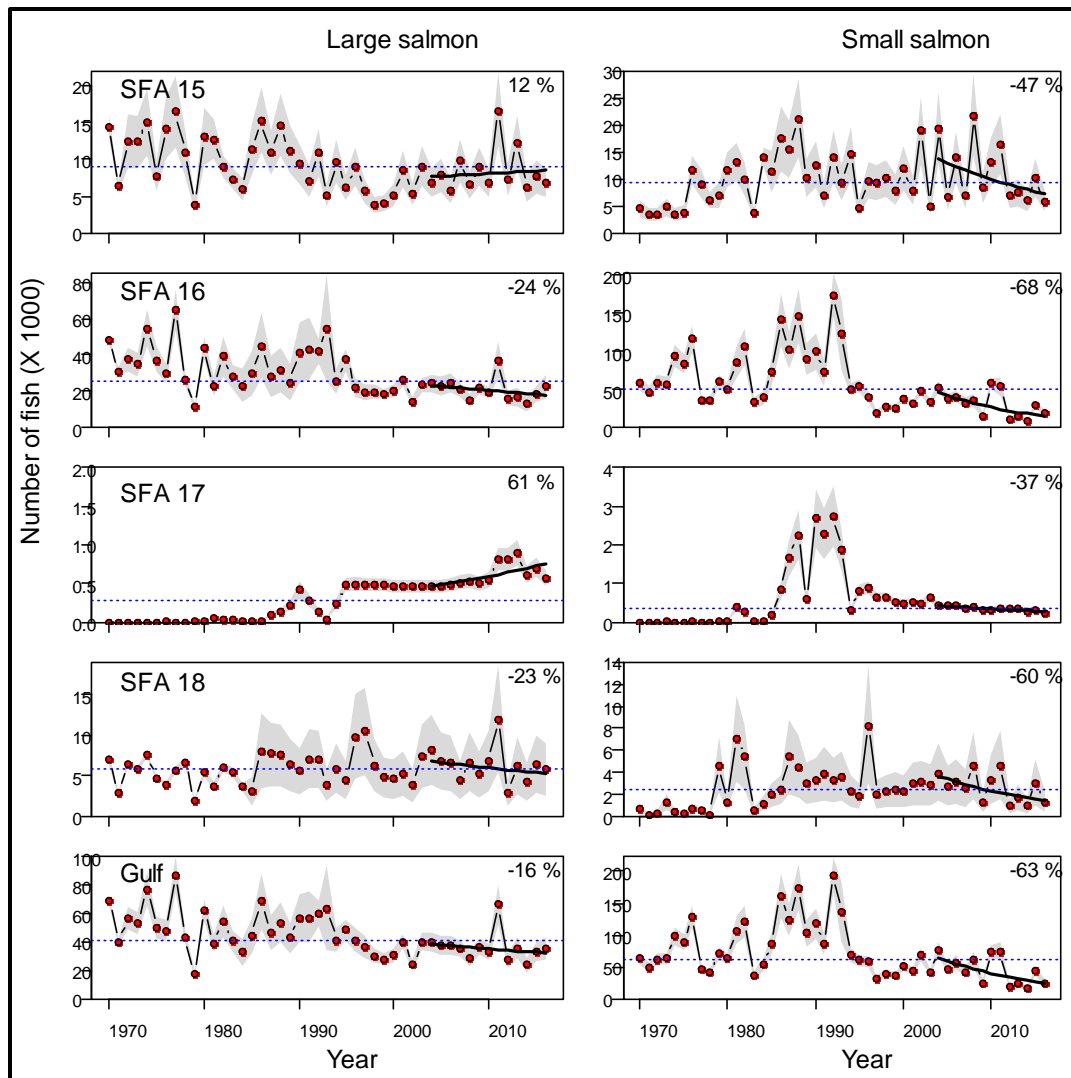 Large salmon Small salmon
Number of fish (X 1000)
SFA 15 12 %
0 5 10 15 20
-47 %
0 5 10 15 20 25 30
SFA 16 -24 %
0 20 40 60 80
-68 %
0 50 100 150 200
SFA 17 61 %
0.0 0.5 1.0 1.5 2.0
-37 %
0 1 2 3 4
SFA 18 -23 %
0 5 10 15
-60 %
0 2 4 6 8 10 12 14
Gulf -16 %
0 20 40 60 80 100
-63 %
0 50 100 150 200
1970 1980 1990 2000 2010
1970 1980 1990 2000 2010
Year Year